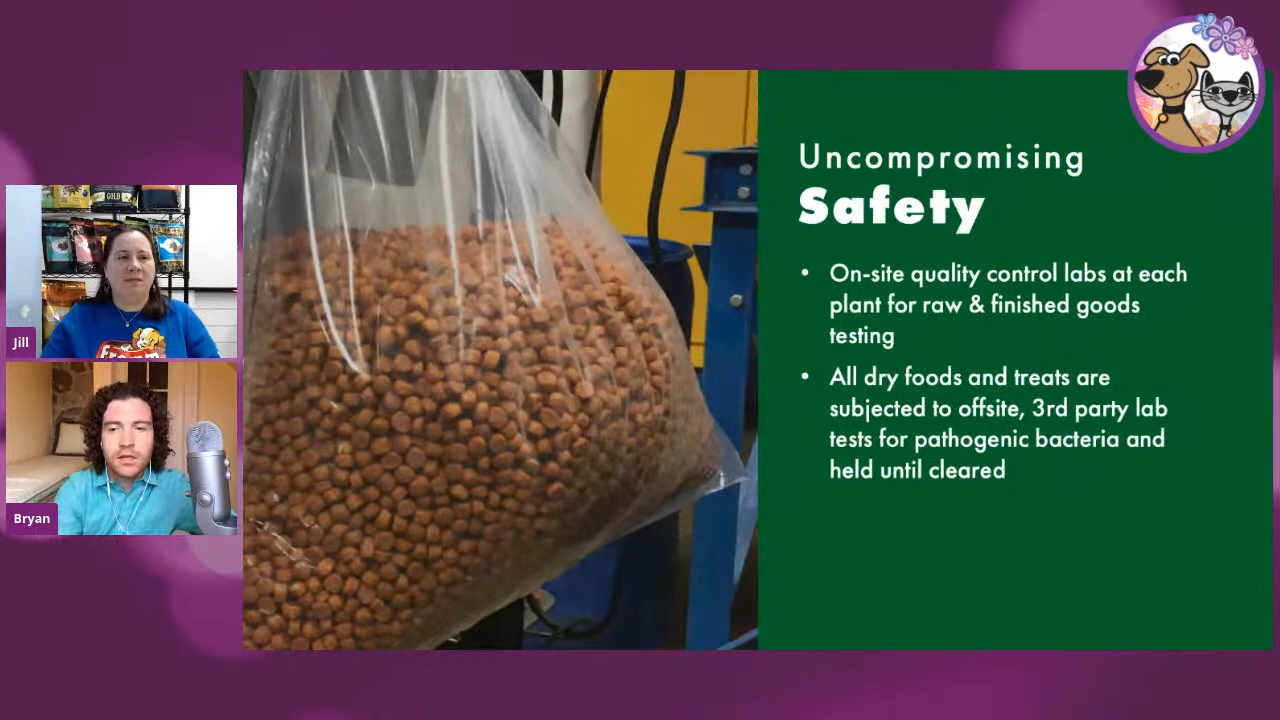 Uncompromising
Safety
• On-site quality control labs at each
plant for raw & finished goods
testing
• All dry foods and treats are
subjected to offsite, 3rd party lab
tests for pathogenic bacteria and
held until cleared
GOLD
Jill
Bryan